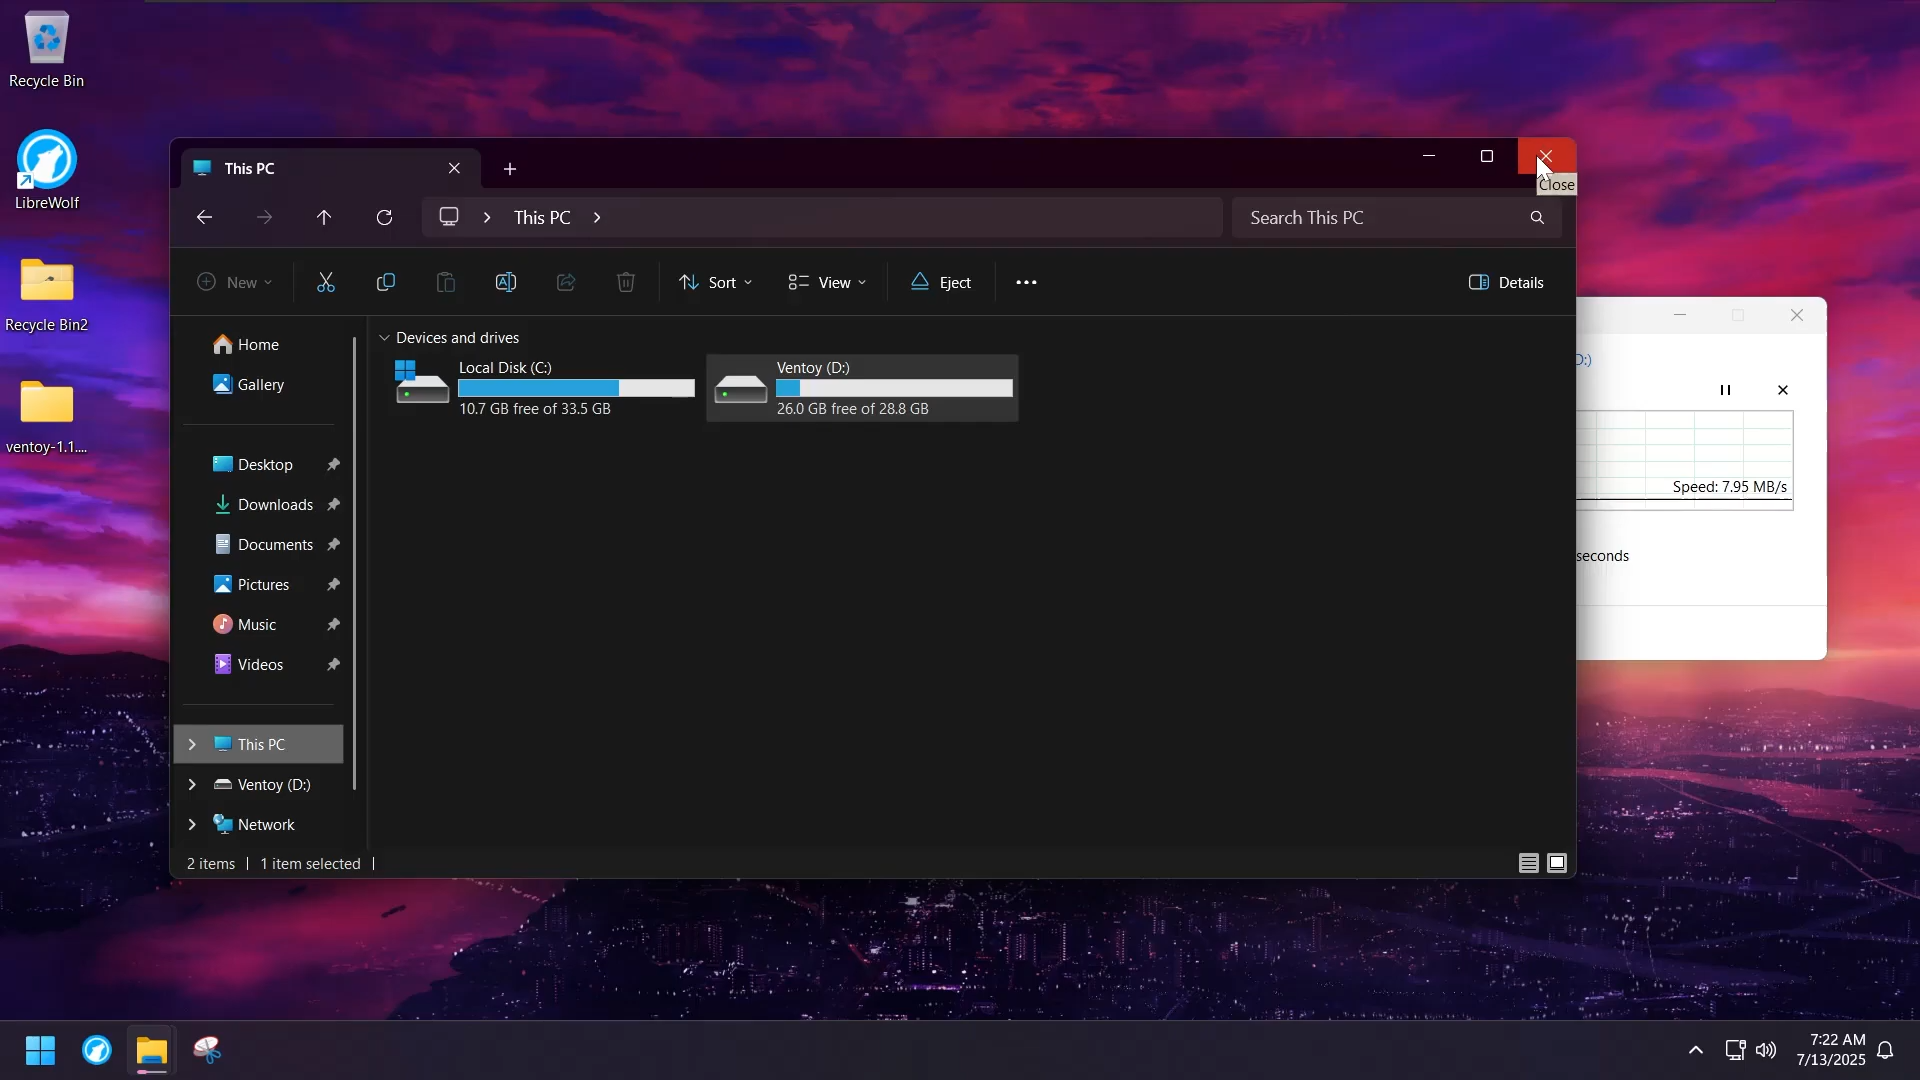 Recycle Bin
LibreWolf
Recycle Bin2
ventoy-1.1....
This PC
Close
This PC
Search This PC
New
Sort
View
Eject
Details
Home
Gallery
Desktop
Downloads
Documents
Pictures
Music
Videos
This PC
Ventoy (D:)
Network
Devices and drives
Local Disk (C:)
10.7 GB free of 33.5 GB
Ventoy (D:)
26.0 GB free of 28.8 GB
2 items
1 item selected
D:)
Speed: 7.95 MB/s
seconds
7:22 AM
7/13/2025